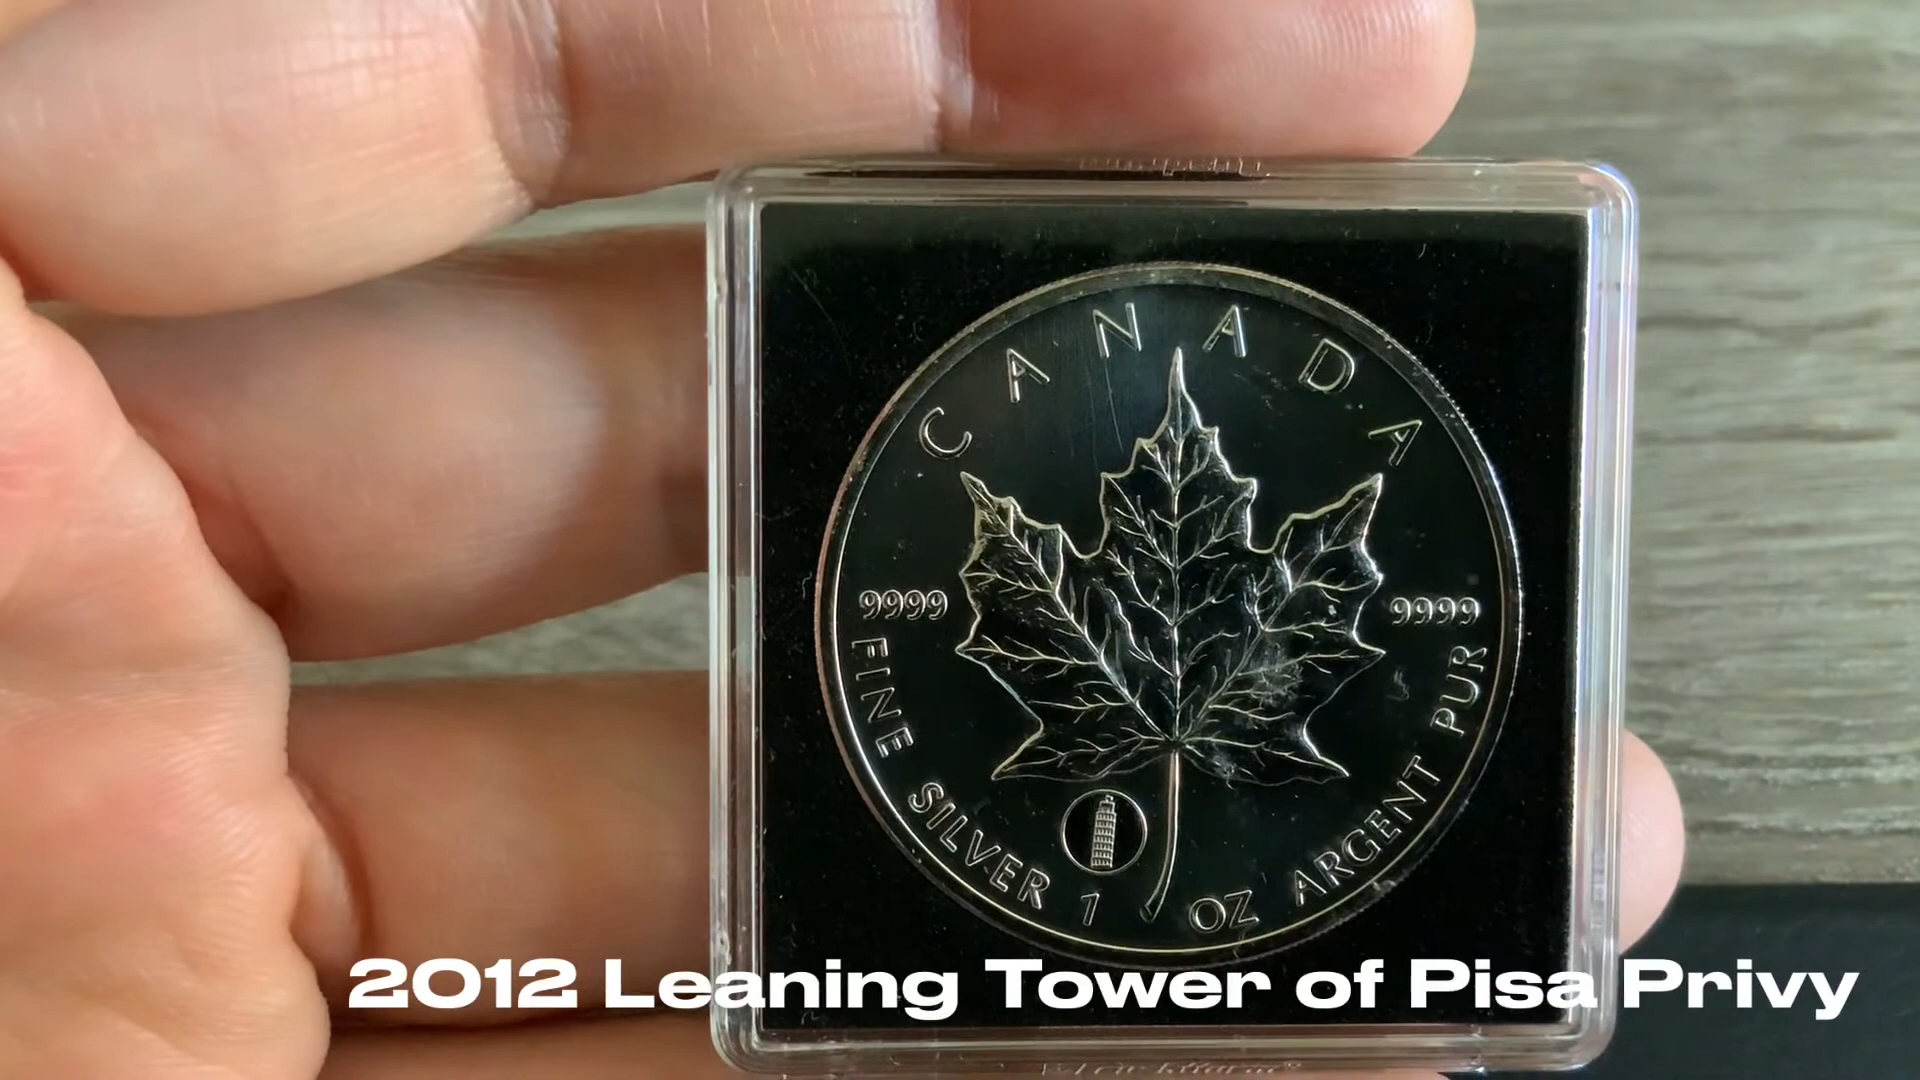 CANADA
9999
9999
FINE SILVER 1 OZ ARGENT PUR
2012 Leaning Tower of Pisa Privy